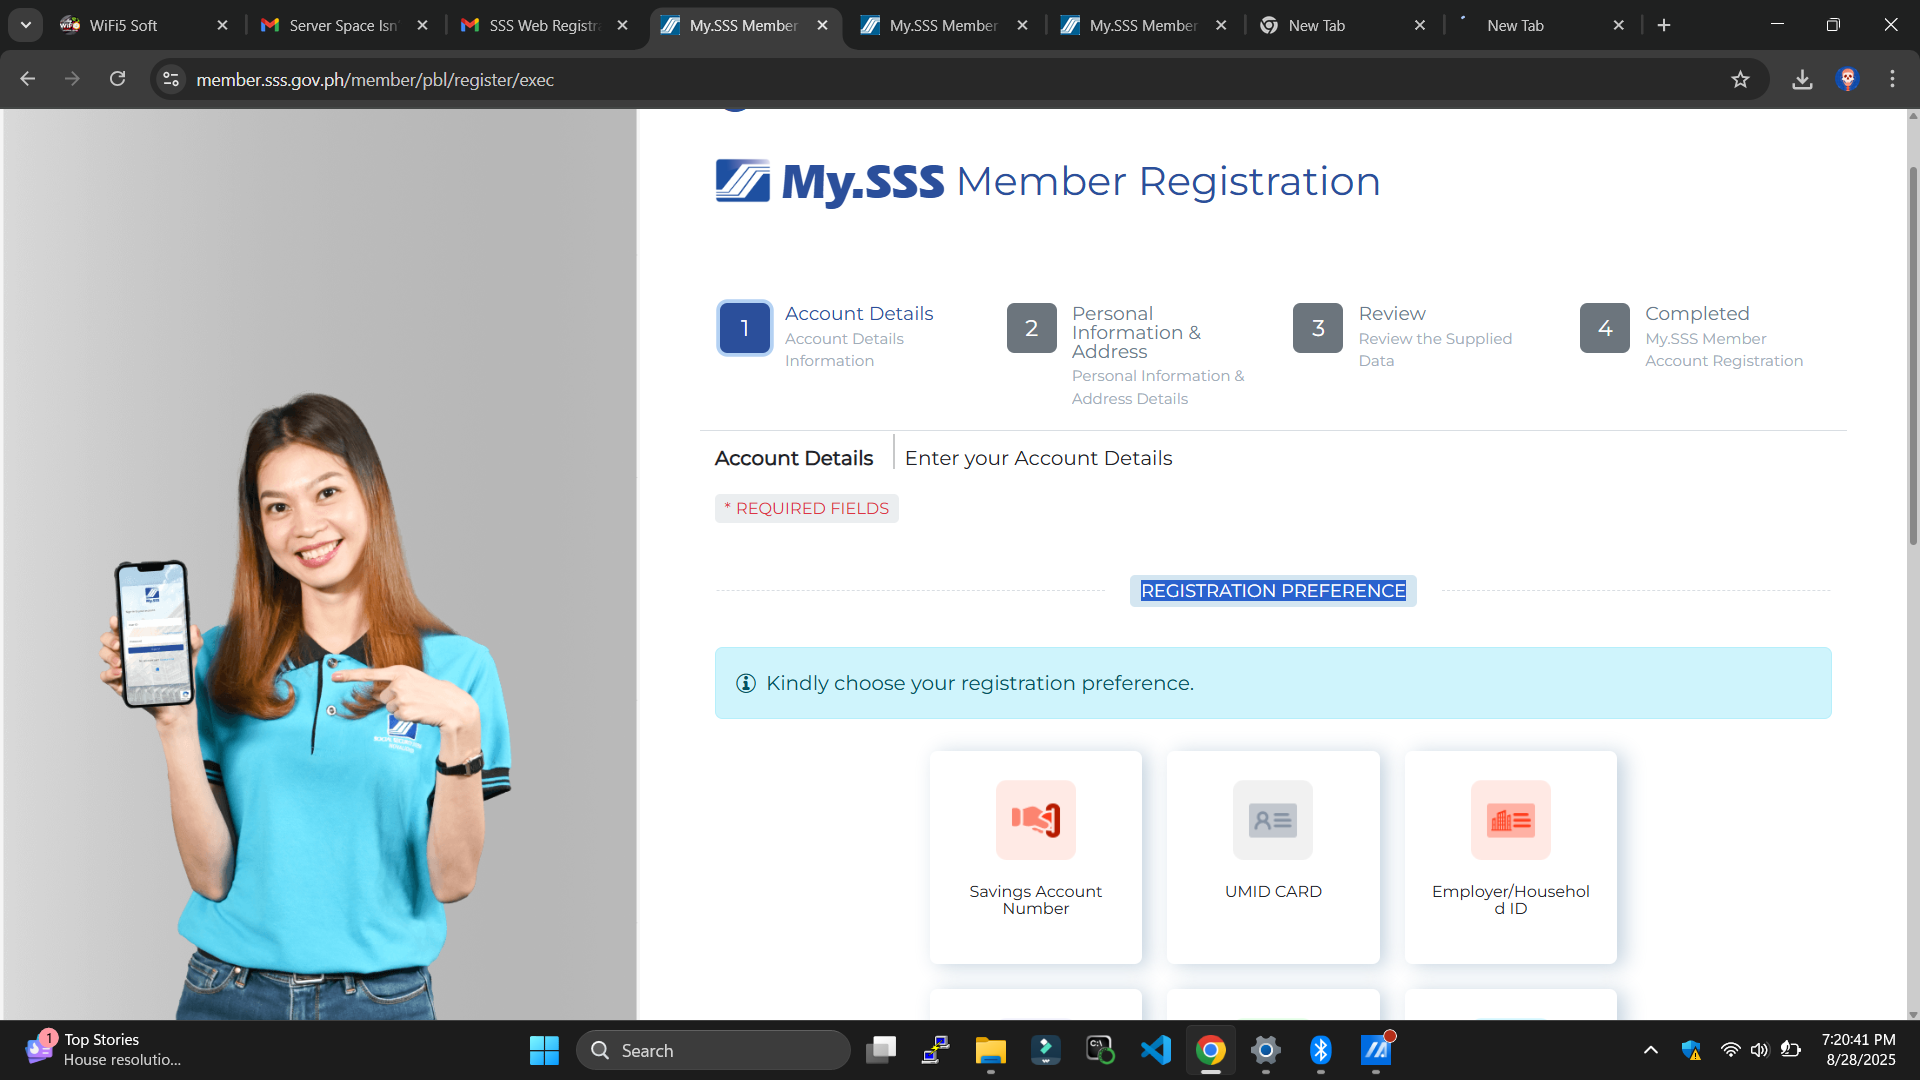 WiFi5 Soft
Server Space Isn'
SSS Web Registra
My.SSS Member
My.SSS Member
My.SSS Member
New Tab
New Tab
member.sss.gov.ph/member/pbl/register/exec
My.SSS Member Registration
1
Account Details
Account Details
Information
2
Personal
Information &
Address
Personal Information &
Address Details
3
Review
Review the Supplied
Data
4
Completed
My.SSS Member
Account Registration
Account Details
Enter your Account Details
* REQUIRED FIELDS
REGISTRATION PREFERENCE
Kindly choose your registration preference.
Savings Account
Number
UMID CARD
Employer/Househol
d ID
My.SSS
1
Top Stories
House resolutio...
Search
7:20:41 PM
8/28/2025